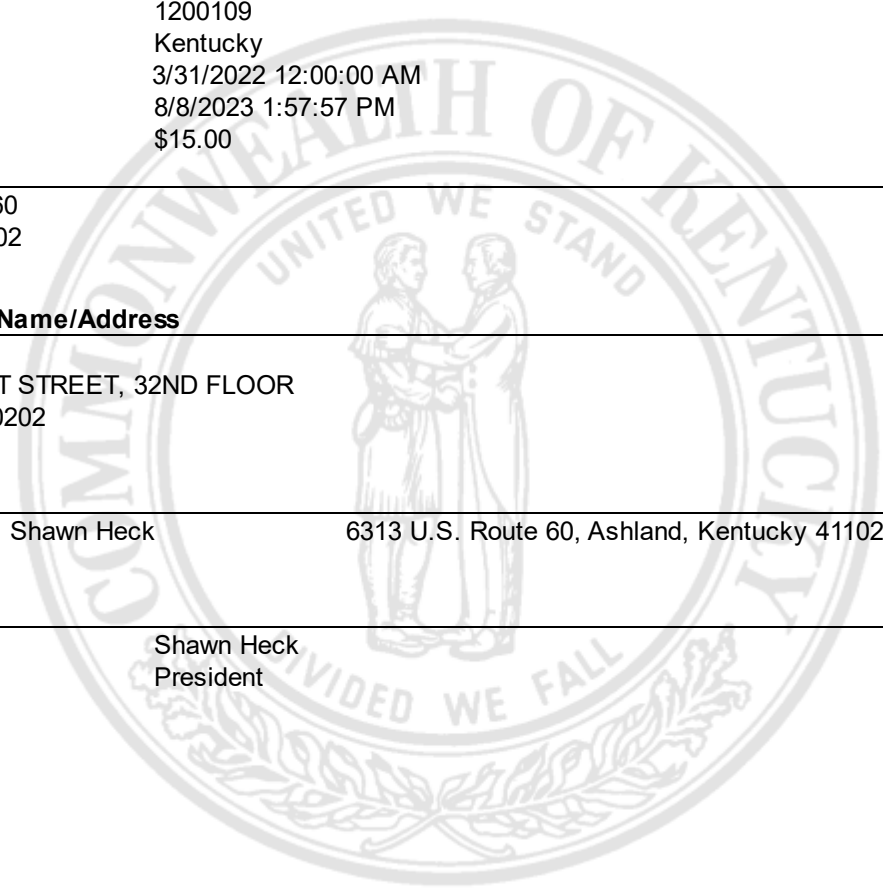 1200109
Kentucky
3/31/2022 12:00:00 AM
8/8/2023 1:57:57 PM
$15.00
60
02
Name/Address
T STREET, 32ND FLOOR
0202
Shawn Heck 6313 U.S. Route 60, Ashland, Kentucky 41102
Shawn Heck
President
COMMONWEALTH OF KENTUCKY
UNITED WE STAND
DIVIDED WE FALL